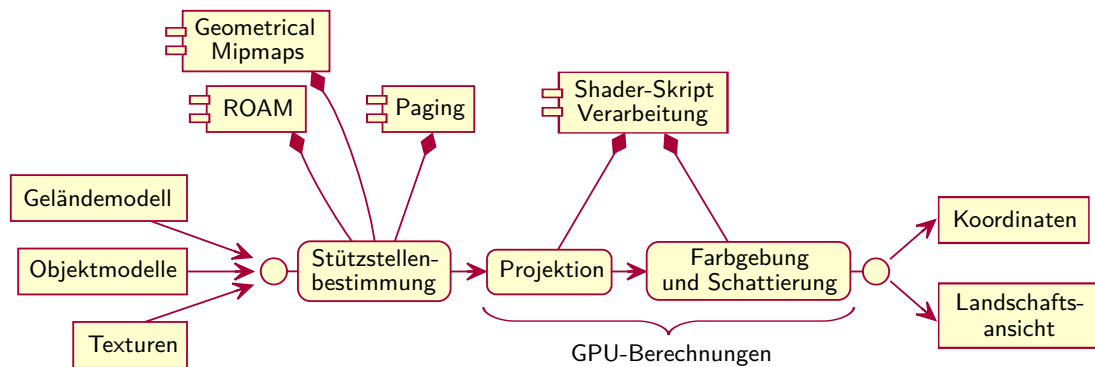 Geometrical
Mipmaps
ROAM
Paging
Shader-Skript
Verarbeitung
Geländemodell
Objektmodelle
Texturen
Stützstellen-
bestimmung
Projektion
Farbgebung
und Schattierung
Koordinaten
Landschafts-
ansicht
GPU-Berechnungen